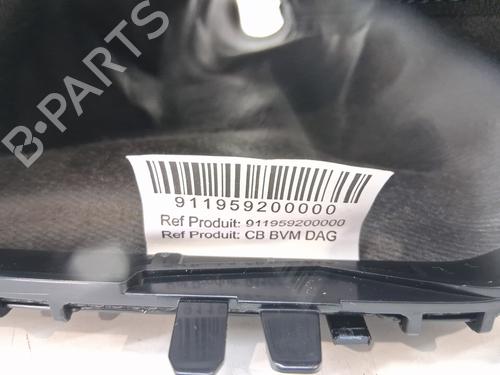 B-PARTS
911959200000
Ref Produit: 911959200000
Ref Produit: CB BVM DAG